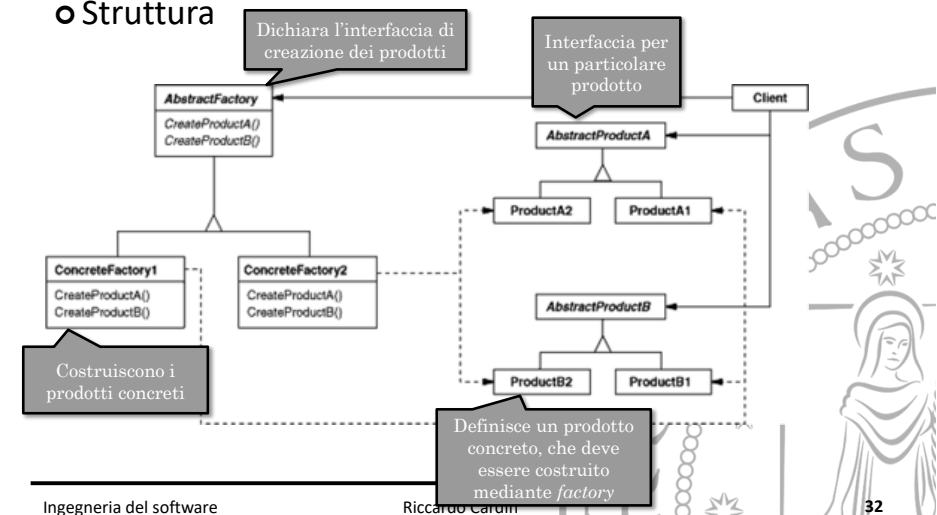 Struttura
Dichiara l'interfaccia di
creazione dei prodotti
Interfaccia per
un particolare
prodotto
AbstractFactory
CreateProductA()
CreateProductB()
Client
AbstractProductA
ProductA2
ProductA1
ConcreteFactory1
CreateProductA()
CreateProductB()
ConcreteFactory2
CreateProductA()
CreateProductB()
AbstractProductB
Costruiscono i
prodotti concreti
ProductB2
ProductB1
Definisce un prodotto
concreto, che deve
essere costruito
mediante factory
Ingegneria del software
Riccardo Cardin
32